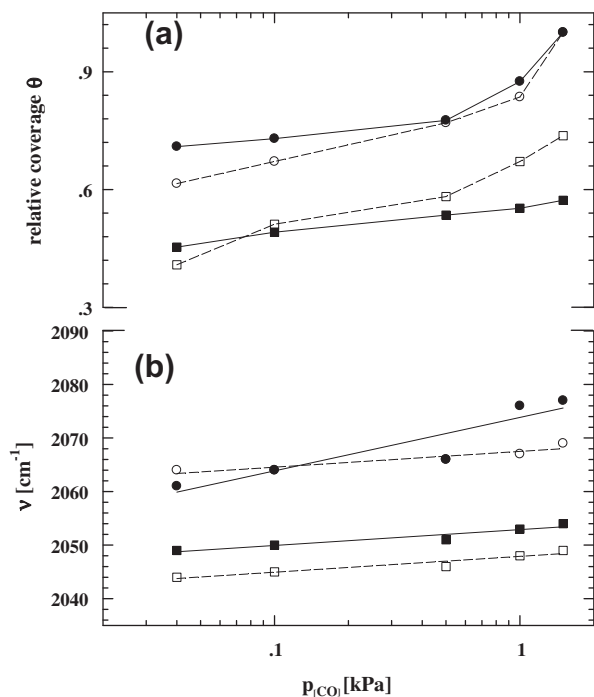 (a)
.9
.6
.3
relative coverage θ
(b)
2090
2080
2070
2060
2050
2040
ν [cm⁻¹]
.1
1
p[CO] [kPa]